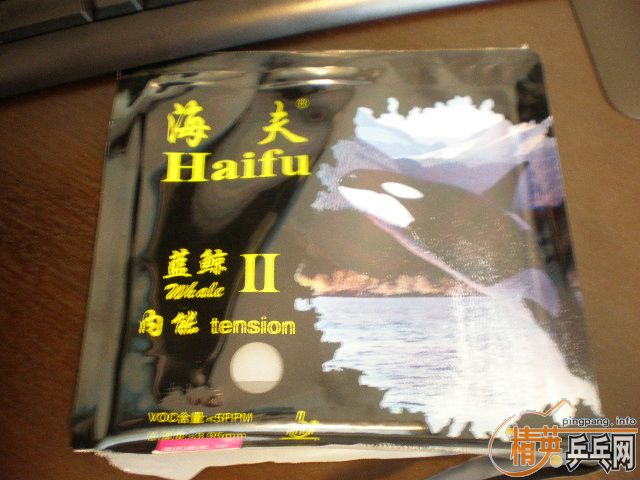 海夫®
Haifu
蓝鲸 II
Whale
内能 tension
VOC含量<5PPM
pingpang.info
精英乒乓网